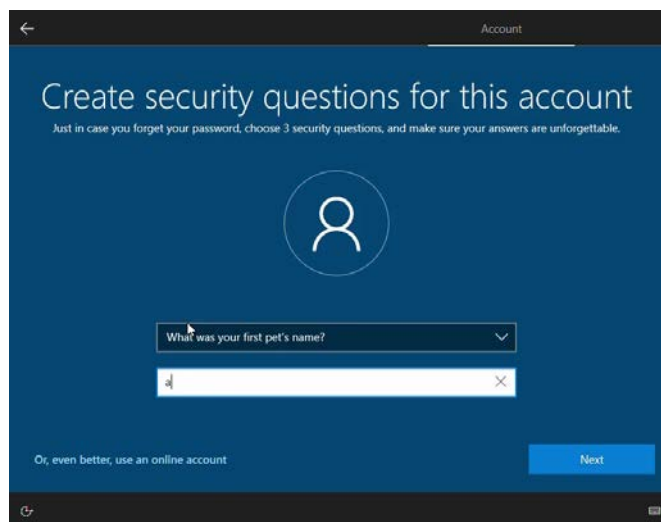 Account
Create security questions for this account
Just in case you forget your password, choose 3 security questions, and make sure your answers are unforgettable.
What was your first pet's name?
a
Or, even better, use an online account
Next